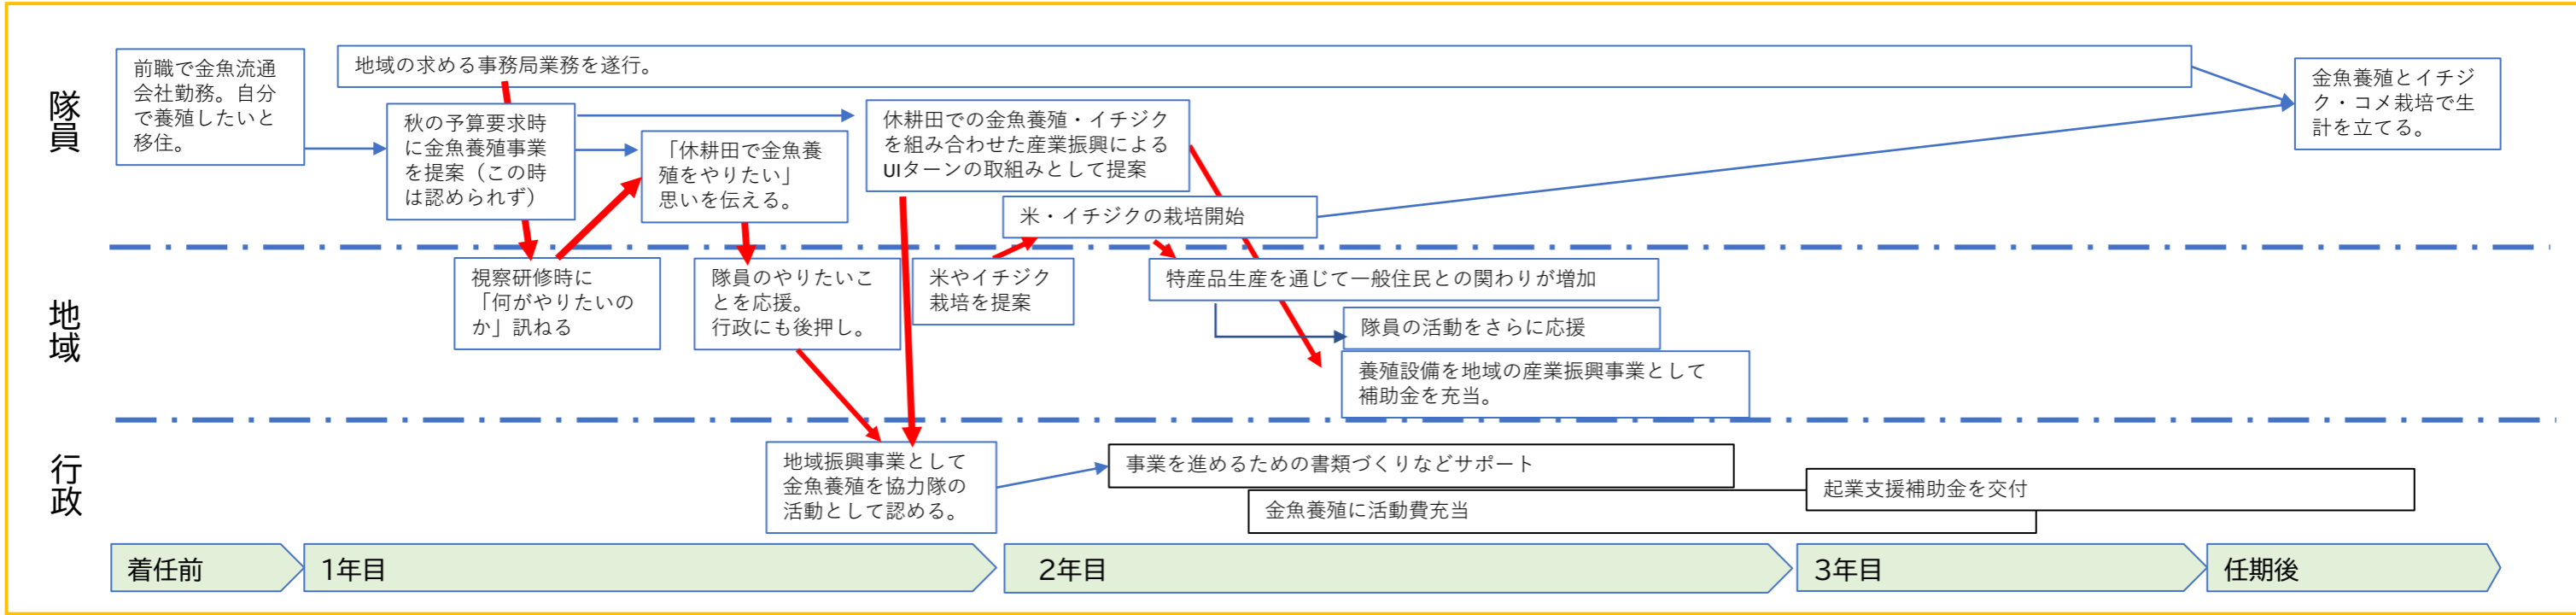 隊員
前職で金魚流通
会社勤務。自分
で養殖したいと
移住。
地域の求める事務局業務を遂行。
秋の予算要求時
に金魚養殖事業
を提案（この時
は認められず）
「休耕田で金魚養
殖をやりたい」
思いを伝える。
休耕田での金魚養殖・イチジク
を組み合わせた産業振興による
UIターンの取組みとして提案
米・イチジクの栽培開始
金魚養殖とイチジ
ク・コメ栽培で生
計を立てる。
地域
視察研修時に
「何がやりたいの
か」訊ねる
隊員のやりたいこ
とを応援。
行政にも後押し。
米やイチジク
栽培を提案
特産品生産を通じて一般住民との関わりが増加
隊員の活動をさらに応援
養殖設備を地域の産業振興事業として
補助金を充当。
行政
地域振興事業として
金魚養殖を協力隊の
活動として認める。
事業を進めるための書類づくりなどサポート
金魚養殖に活動費充当
起業支援補助金を交付
着任前
1年目
2年目
3年目
任期後